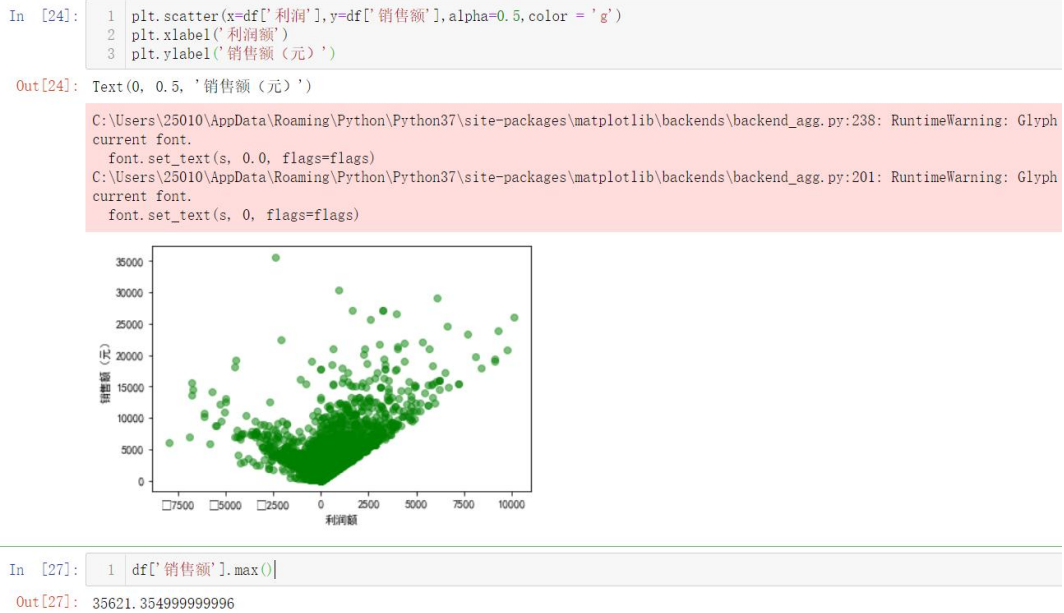 In [24]:
1 plt.scatter(x=df['利润'],y=df['销售额'],alpha=0.5,color = 'g')
2 plt.xlabel('利润额')
3 plt.ylabel('销售额（元）')
Out[24]: Text(0, 0.5, '销售额（元）')
C:\Users\25010\AppData\Roaming\Python\Python37\site-packages\matplotlib\backends\backend_agg.py:238: RuntimeWarning: Glyph
current font.
font.set_text(s, 0.0, flags=flags)
C:\Users\25010\AppData\Roaming\Python\Python37\site-packages\matplotlib\backends\backend_agg.py:201: RuntimeWarning: Glyph
current font.
font.set_text(s, 0, flags=flags)
35000
30000
25000
20000
15000
10000
5000
0
销售额（元）
□7500 □5000 □2500 0 2500 5000 7500 10000
利润额
In [27]:
1 df['销售额'].max()
Out[27]: 35621.354999999996